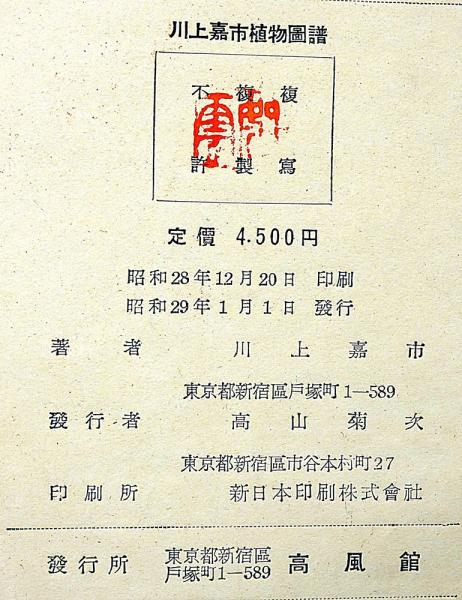 川上嘉市植物圖譜
不複複
許製寫
定價 4.500円
昭和28年12月20日 印刷
昭和29年1月1日 發行
著者 川上嘉市
東京都新宿區戶塚町1—589
發行者 高山菊次
東京都新宿區市谷本村町27
印刷所 新日本印刷株式會社
發行所 東京都新宿區戶塚町1—589 高風館